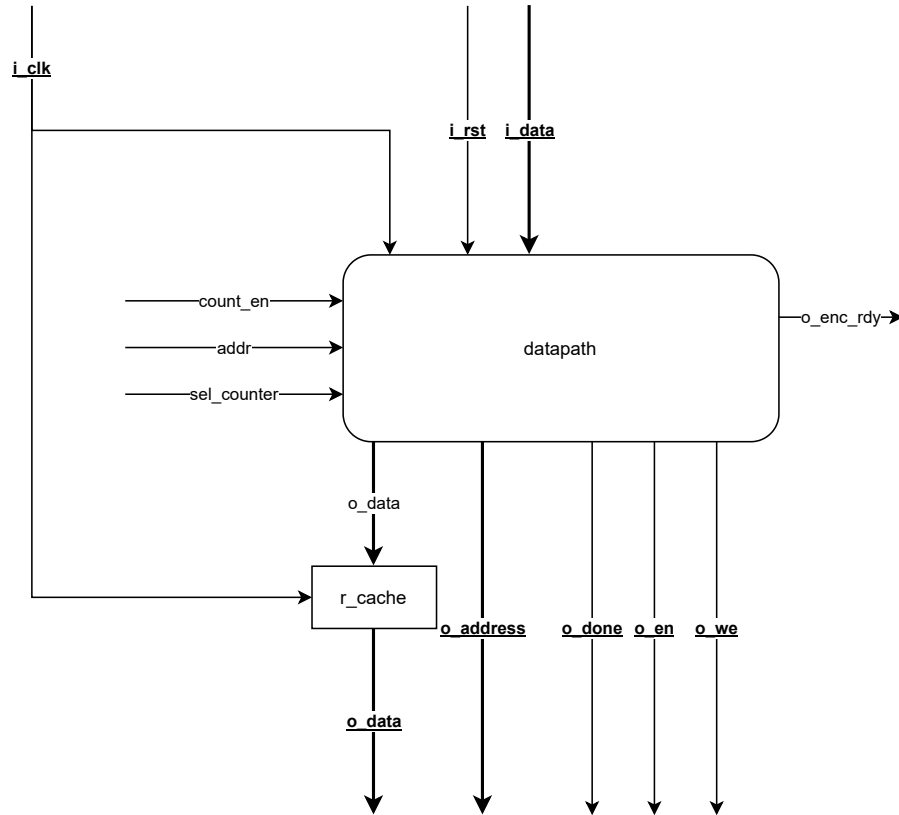 i_clk
i_rst
i_data
count_en
addr
sel_counter
datapath
o_enc_rdy
o_data
r_cache
o_address
o_done
o_en
o_we
o_data